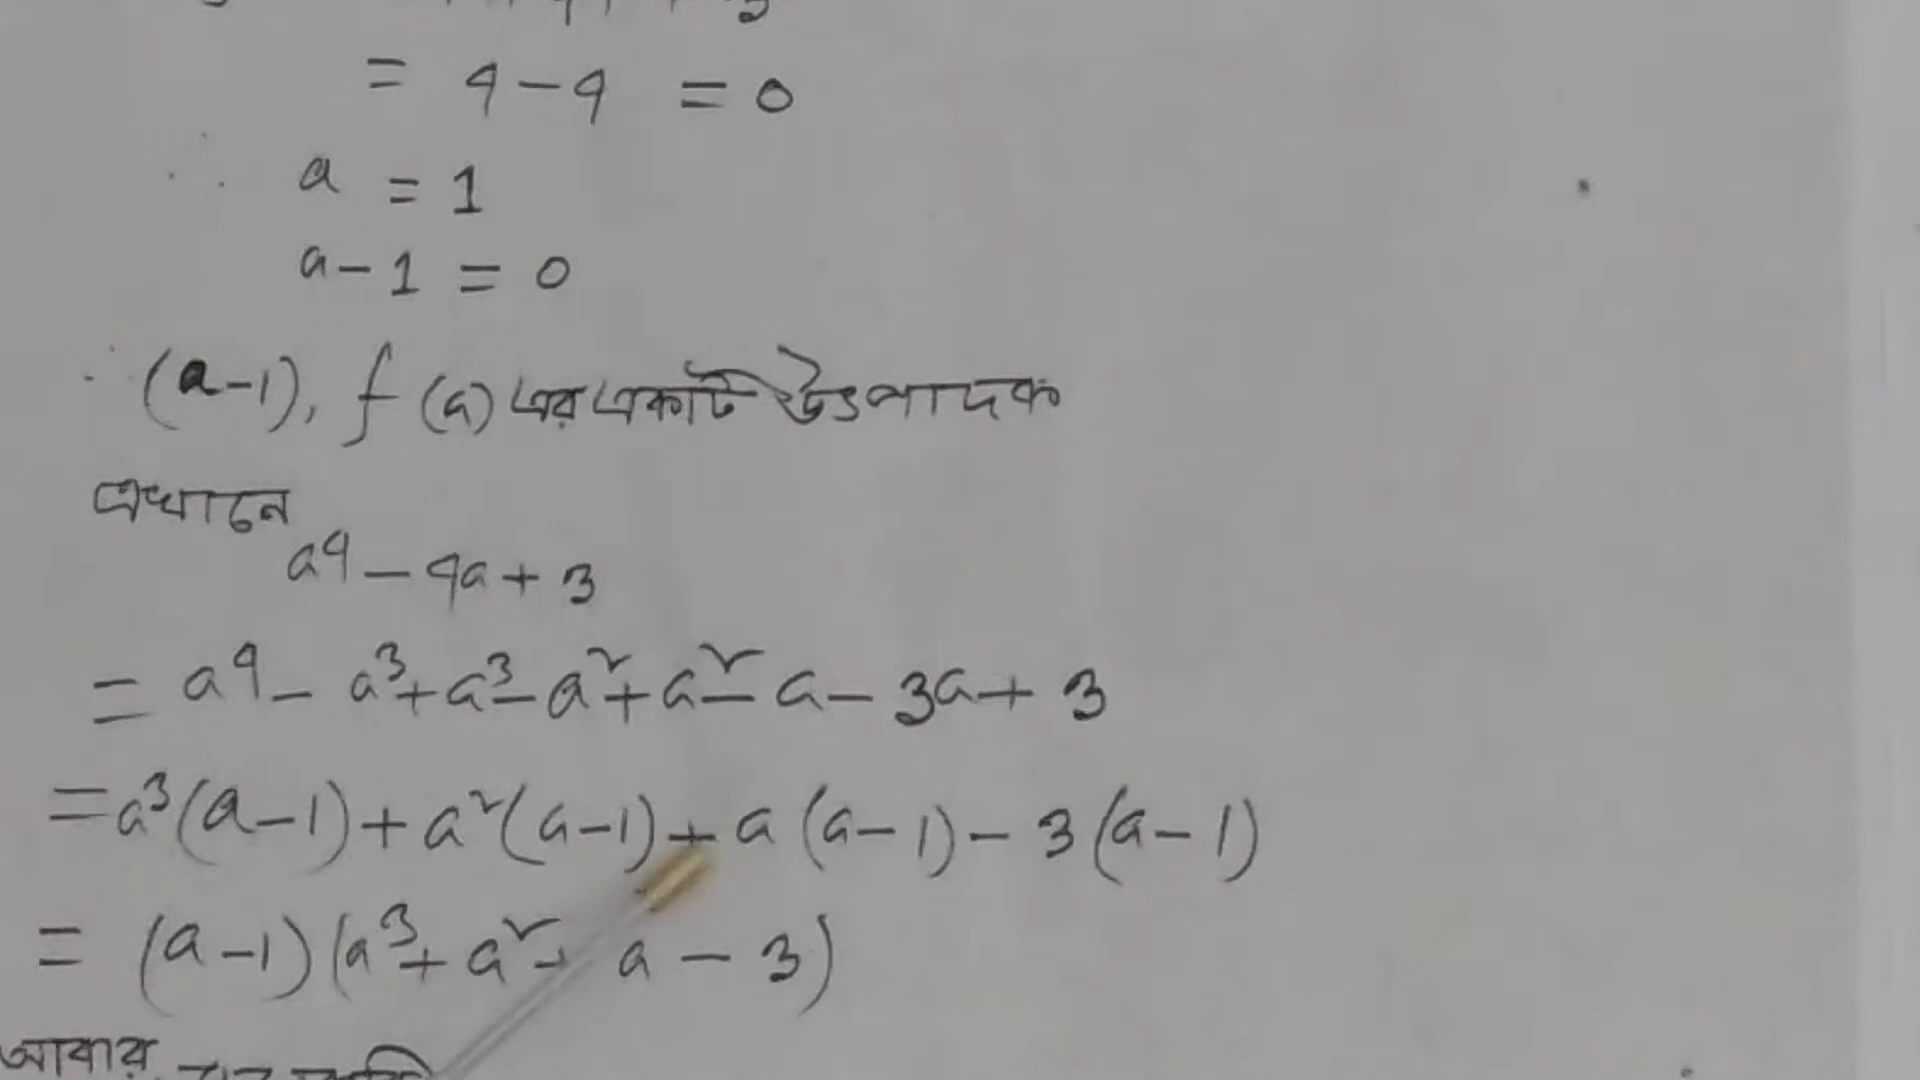 = 4 - 4 = 0
a = 1
a - 1 = 0
∴ (a-1), f(a) এর একটি উৎপাদক
এখানে
a⁴ - 4a + 3
= a⁴ - a³ + a³ - a² + a² - a - 3a + 3
= a³(a-1) + a²(a-1) + a(a-1) - 3(a-1)
= (a-1)(a³ + a² + a - 3)
আবার